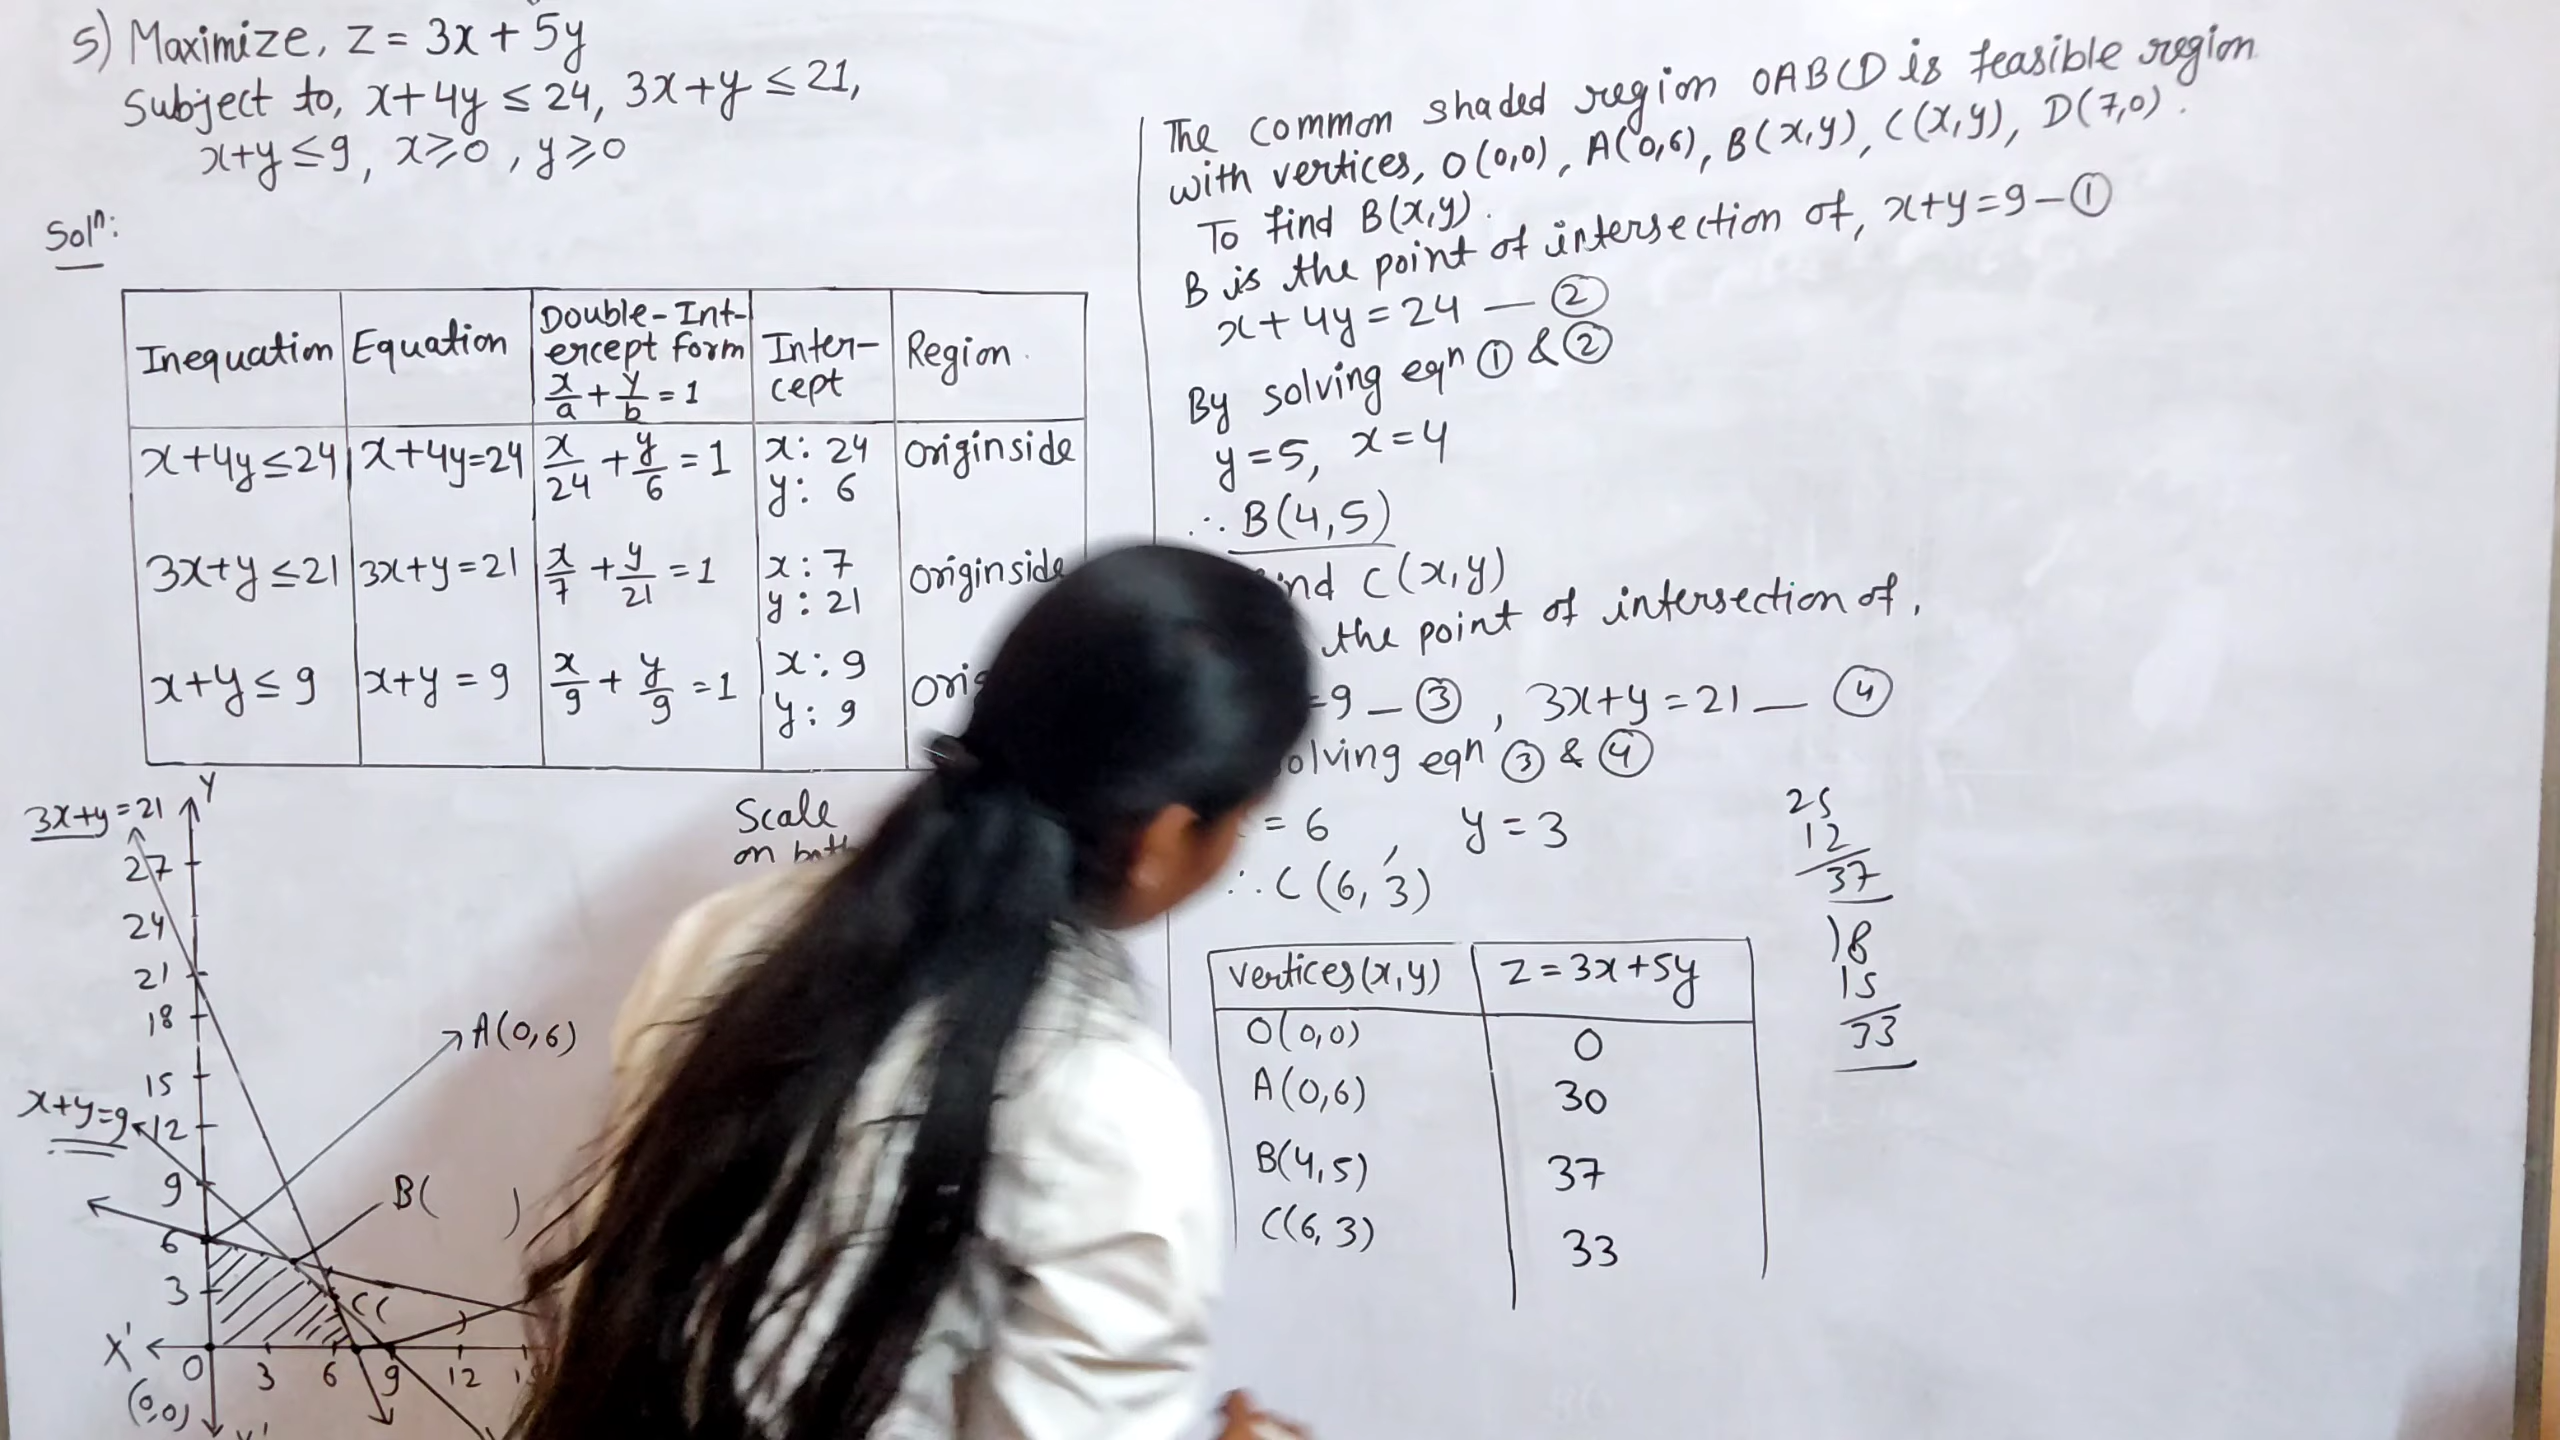 5) Maximize, z = 3x + 5y
Subject to, x + 4y ≤ 24, 3x + y ≤ 21,
x+y ≤ 9, x ≥ 0, y ≥ 0
Solⁿ:
Inequation | Equation | Double-Intercept form x/a + y/b = 1 | Intercept | Region
x+4y ≤ 24 | x+4y=24 | x/24 + y/6 = 1 | x: 24 y: 6 | originside
3x+y ≤ 21 | 3x+y=21 | x/7 + y/21 = 1 | x: 7 y: 21 | originside
x+y ≤ 9 | x+y = 9 | x/9 + y/9 = 1 | x: 9 y: 9
Scale
on
3x+y=21
Y
27
24
21
18
15
12
9
6
3
x+y=9
A(0,6)
B( )
C( )
X' O 3 6 9 12
(0,0)
Y'
The common shaded region OABCD is feasible region
with vertices, O(0,0), A(0,6), B(x,y), C(x,y), D(7,0).
To find B(x,y).
B is the point of intersection of, x+y=9 — ①
x+4y = 24 — ②
By solving eqⁿ ① & ②
y=5, x=4
∴ B(4,5)
C(x,y)
the point of intersection of,
=9 — ③, 3x+y = 21 — ④
eqⁿ ③ & ④
= 6, y = 3
∴ C(6, 3)
25
12
37
18
15
33
vertices(x,y) | z = 3x+5y
O(0,0) | 0
A(0,6) | 30
B(4,5) | 37
C(6,3) | 33